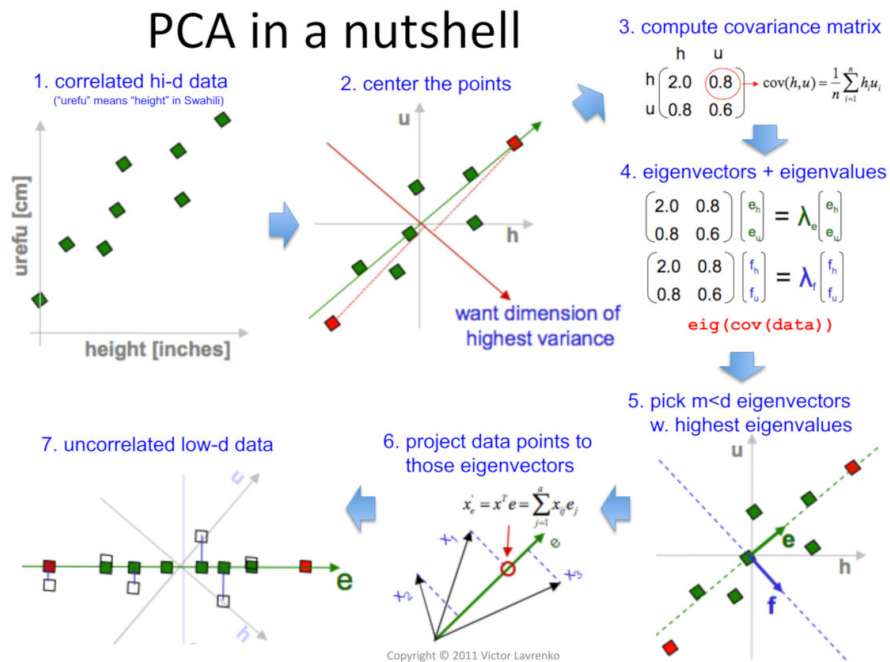 PCA in a nutshell
1. correlated hi-d data
("urefu" means "height" in Swahili)
urefu [cm]
height [inches]
2. center the points
u
h
want dimension of
highest variance
3. compute covariance matrix
h u
h 2.0 0.8
u 0.8 0.6
cov(h,u) = 1/n ∑ i=1 n h_i u_i
4. eigenvectors + eigenvalues
2.0 0.8 e_h = λ_e e_h
0.8 0.6 e_u e_u
2.0 0.8 f_h = λ_f f_h
0.8 0.6 f_u f_u
eig(cov(data))
5. pick m<d eigenvectors
w. highest eigenvalues
u
e
h
f
6. project data points to
those eigenvectors
x'_e = x^T e = ∑ j=1 d x_ij e_j
x_1
e
x_2
x_3
7. uncorrelated low-d data
u
e
h
Copyright © 2011 Victor Lavrenko